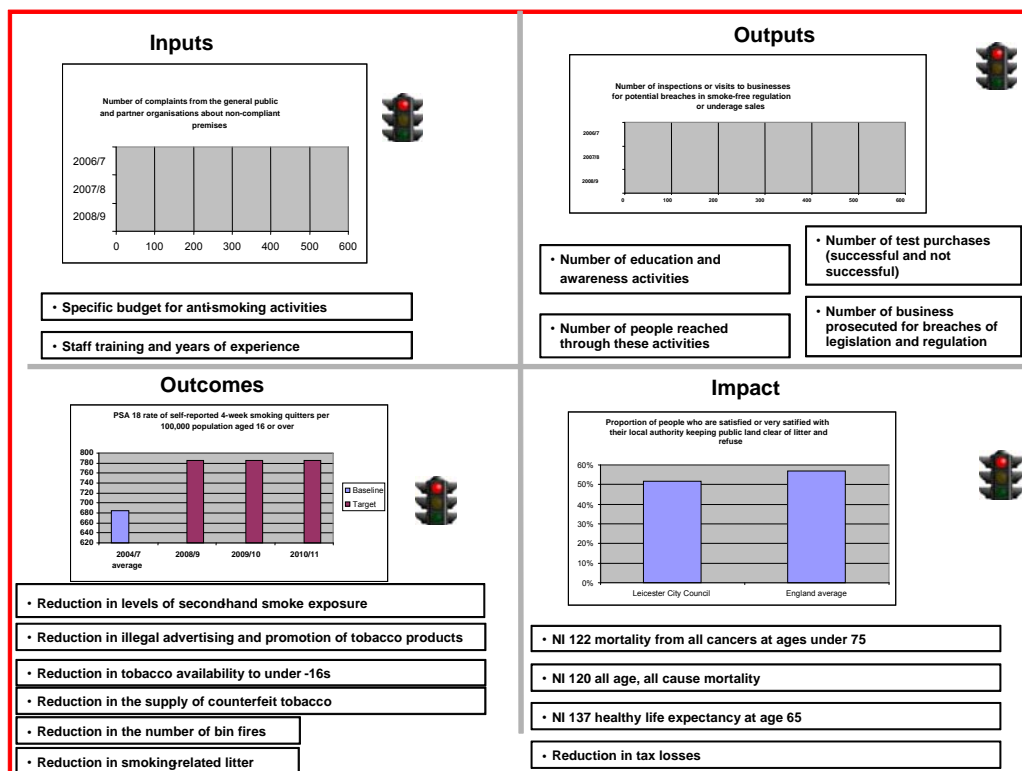 Inputs
Number of complaints from the general public
and partner organisations about non-compliant
premises
2006/7
2007/8
2008/9
0 100 200 300 400 500 600
• Specific budget for anti-smoking activities
• Staff training and years of experience
Outputs
Number of inspections or visits to businesses
for potential breaches in smoke-free regulation
or underage sales
2006/7
2007/8
2008/9
0 100 200 300 400 500 600
• Number of education and
awareness activities
• Number of people reached
through these activities
• Number of test purchases
(successful and not
successful)
• Number of business
prosecuted for breaches of
legislation and regulation
Outcomes
PSA 18 rate of self-reported 4-week smoking quitters per
100,000 population aged 16 or over
800
780
760
740
720
700
680
660
640
620
2004/7 2008/9 2009/10 2010/11
average
Baseline
Target
• Reduction in levels of second-hand smoke exposure
• Reduction in illegal advertising and promotion of tobacco products
• Reduction in tobacco availability to under -16s
• Reduction in the supply of counterfeit tobacco
• Reduction in the number of bin fires
• Reduction in smoking-related litter
Impact
Proportion of people who are satisfied or very satified with
their local authority keeping public land clear of litter and
refuse
60%
50%
40%
30%
20%
10%
0%
Leicester City Council England average
• NI 122 mortality from all cancers at ages under 75
• NI 120 all age, all cause mortality
• NI 137 healthy life expectancy at age 65
• Reduction in tax losses